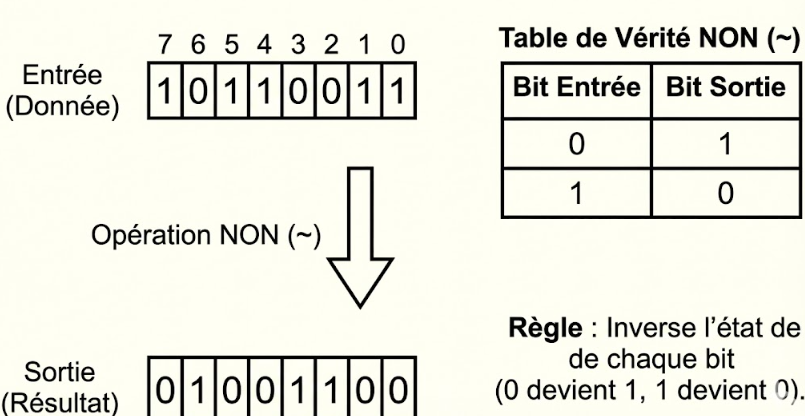 7 6 5 4 3 2 1 0
Entrée
(Donnée)
1 0 1 1 0 0 1 1
Opération NON (~)
Sortie
(Résultat)
0 1 0 0 1 1 0 0
Table de Vérité NON (~)
Bit Entrée Bit Sortie
0 1
1 0
Règle : Inverse l’état de
de chaque bit
(0 devient 1, 1 devient 0).